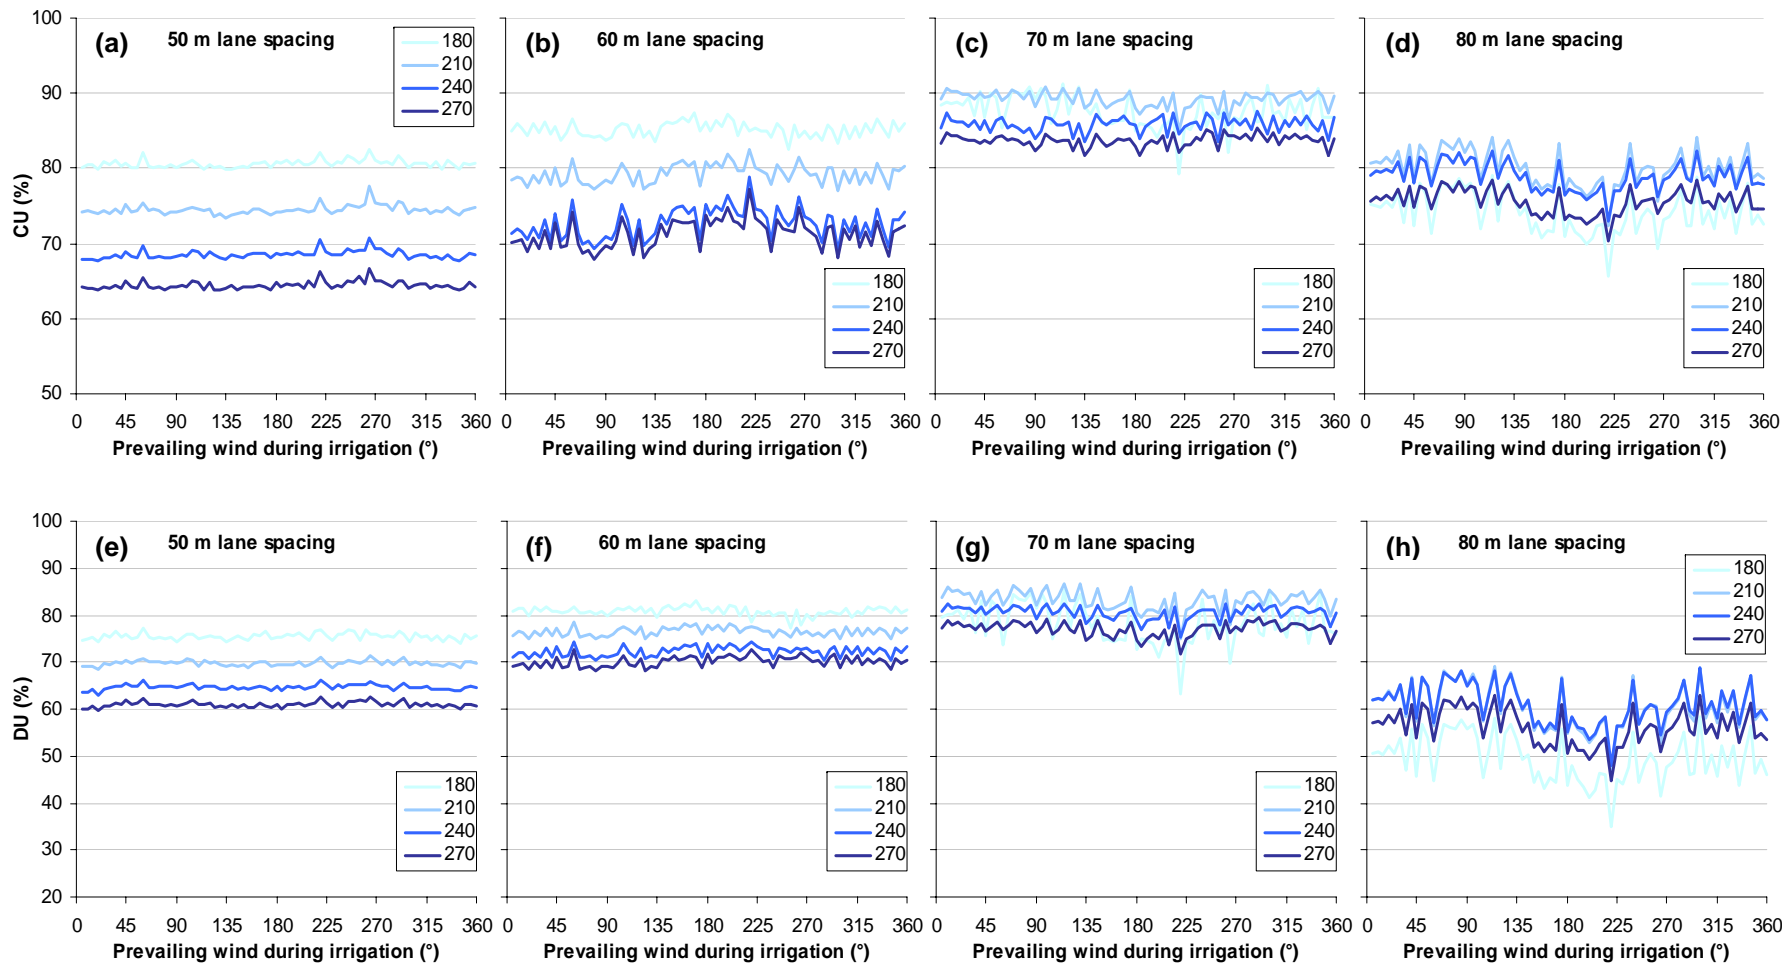 (a) 50 m lane spacing
180
210
240
270
(b) 60 m lane spacing
180
210
240
270
(c) 70 m lane spacing
180
210
240
270
(d) 80 m lane spacing
180
210
240
270
CU (%)
100
90
80
70
60
50
0 45 90 135 180 225 270 315 360
Prevailing wind during irrigation (°)
0 45 90 135 180 225 270 315 360
Prevailing wind during irrigation (°)
0 45 90 135 180 225 270 315 360
Prevailing wind during irrigation (°)
0 45 90 135 180 225 270 315 360
Prevailing wind during irrigation (°)
(e) 50 m lane spacing
180
210
240
270
(f) 60 m lane spacing
180
210
240
270
(g) 70 m lane spacing
180
210
240
270
(h) 80 m lane spacing
180
210
240
270
DU (%)
100
90
80
70
60
50
40
30
20
0 45 90 135 180 225 270 315 360
Prevailing wind during irrigation (°)
0 45 90 135 180 225 270 315 360
Prevailing wind during irrigation (°)
0 45 90 135 180 225 270 315 360
Prevailing wind during irrigation (°)
0 45 90 135 180 225 270 315 360
Prevailing wind during irrigation (°)